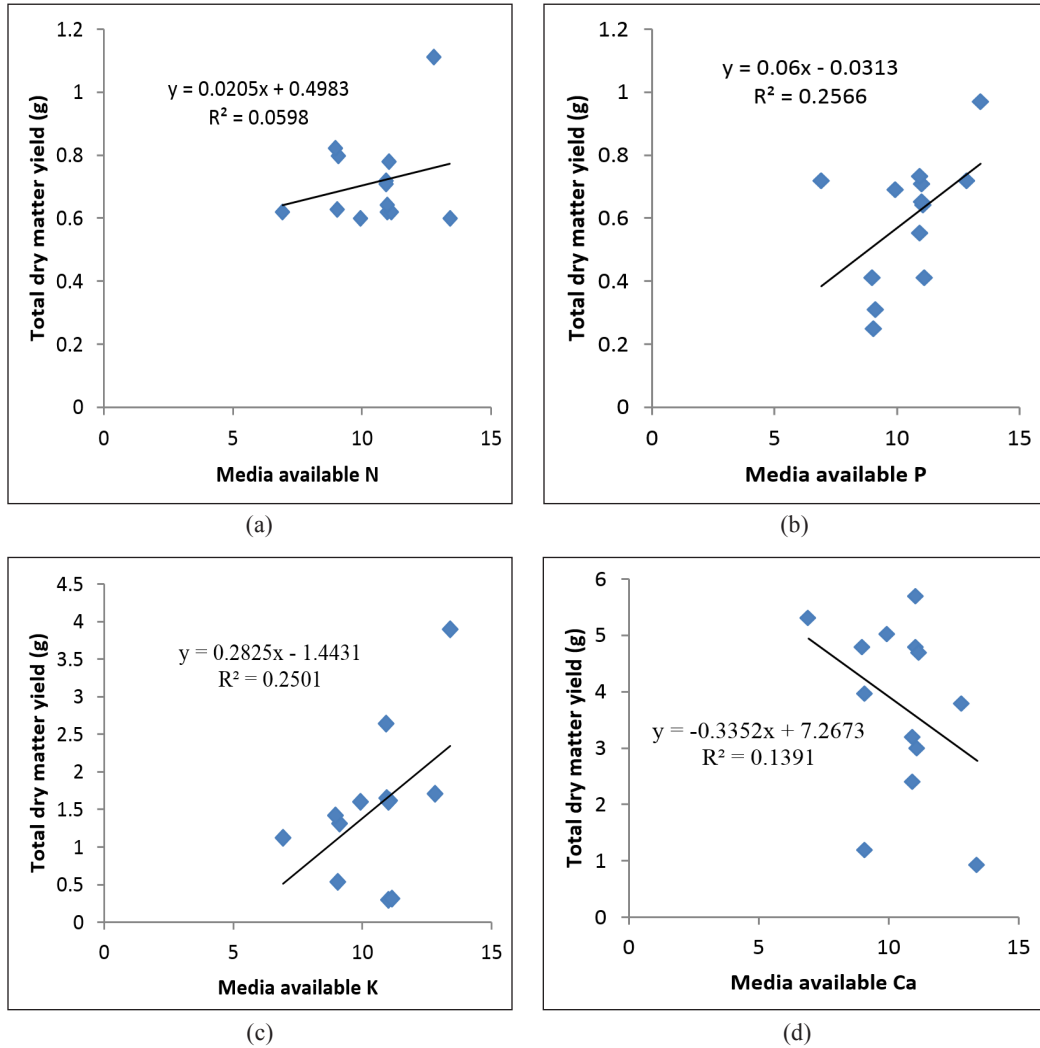 Total dry matter yield (g)
1.2
1
0.8
0.6
0.4
0.2
0
y = 0.0205x + 0.4983
R² = 0.0598
0 5 10 15
Media available N
(a)
Total dry matter yield (g)
1.2
1
0.8
0.6
0.4
0.2
0
y = 0.06x - 0.0313
R² = 0.2566
0 5 10 15
Media available P
(b)
Total dry matter yield (g)
4.5
4
3.5
3
2.5
2
1.5
1
0.5
0
y = 0.2825x - 1.4431
R² = 0.2501
0 5 10 15
Media available K
(c)
Total dry matter yield (g)
6
5
4
3
2
1
0
y = -0.3352x + 7.2673
R² = 0.1391
0 5 10 15
Media available Ca
(d)